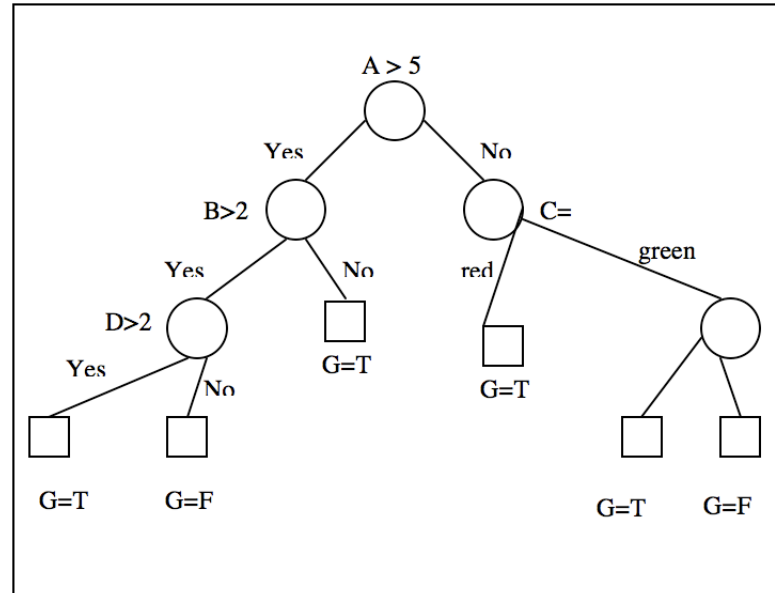 A > 5
Yes
No
B>2
C=
Yes
No
red
green
D>2
Yes
No
G=T
G=T
G=T
G=F
G=T
G=F